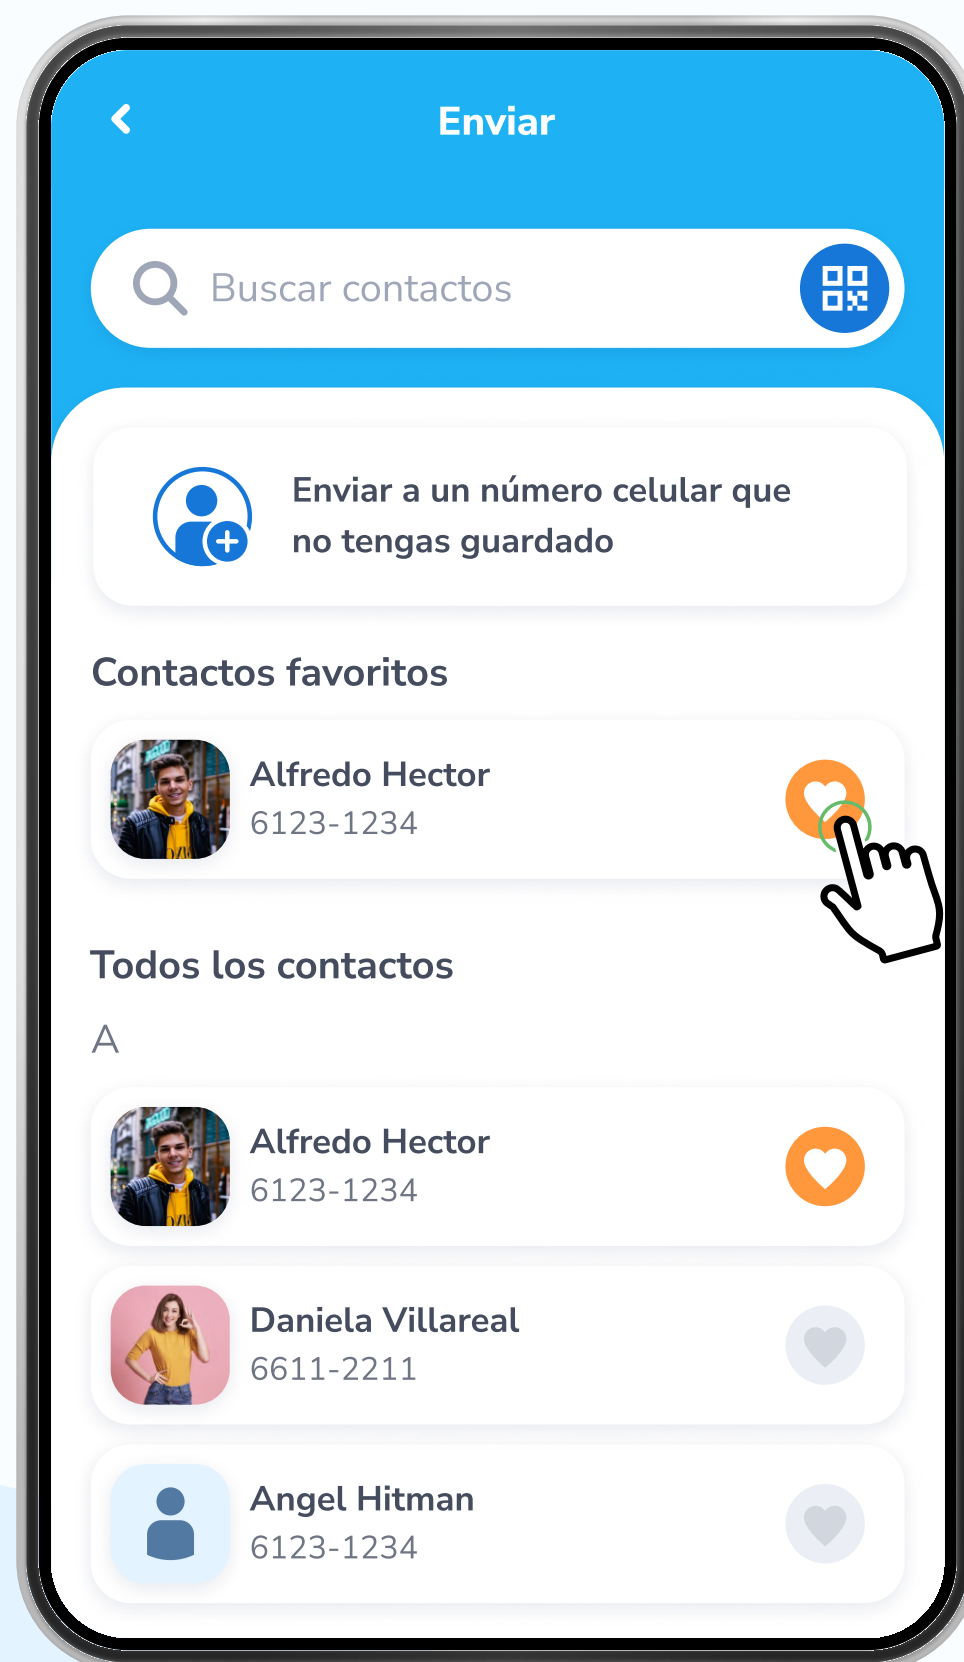 Enviar
Buscar contactos
Enviar a un número celular que
no tengas guardado
Contactos favoritos
Alfredo Hector
6123-1234
Todos los contactos
A
Alfredo Hector
6123-1234
Daniela Villareal
6611-2211
Angel Hitman
6123-1234